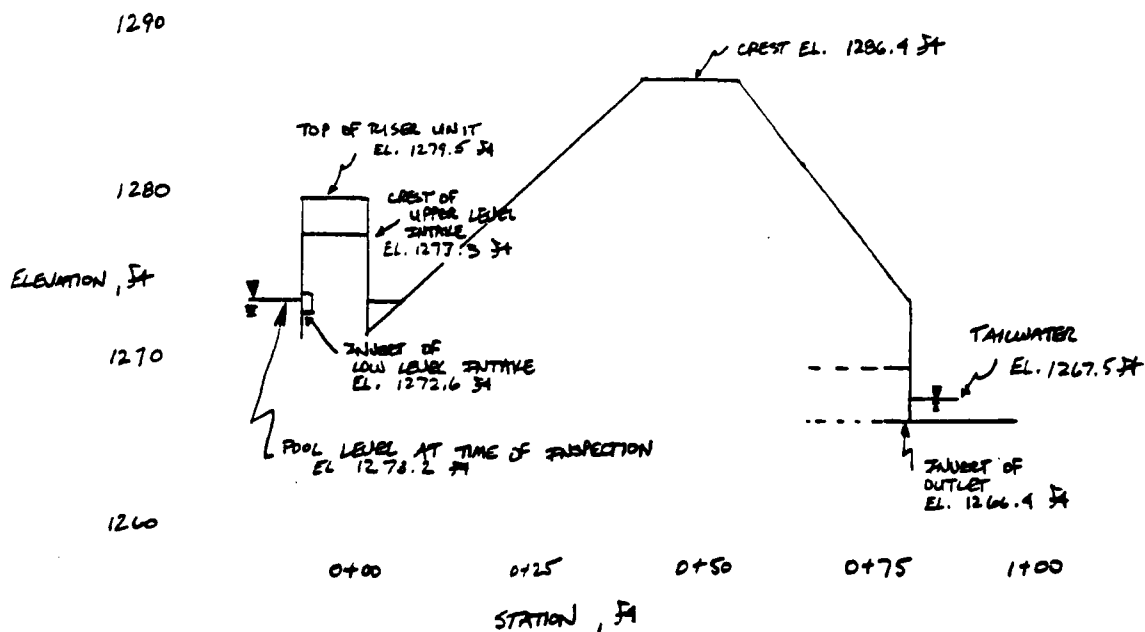 1290
CREST EL. 1286.4 ft
TOP OF RISER UNIT
EL. 1279.5 ft
1280
CREST OF
UPPER LEVEL
INTAKE
EL. 1277.3 ft
ELEVATION, ft
1270
INVERT OF
LOW LEVEL INTAKE
EL. 1272.6 ft
TAILWATER
EL. 1267.5 ft
POOL LEVEL AT TIME OF INSPECTION
EL 1273.2 ft
INVERT OF
OUTLET
EL. 1266.4 ft
1260
0+00 0+25 0+50 0+75 1+00
STATION, ft